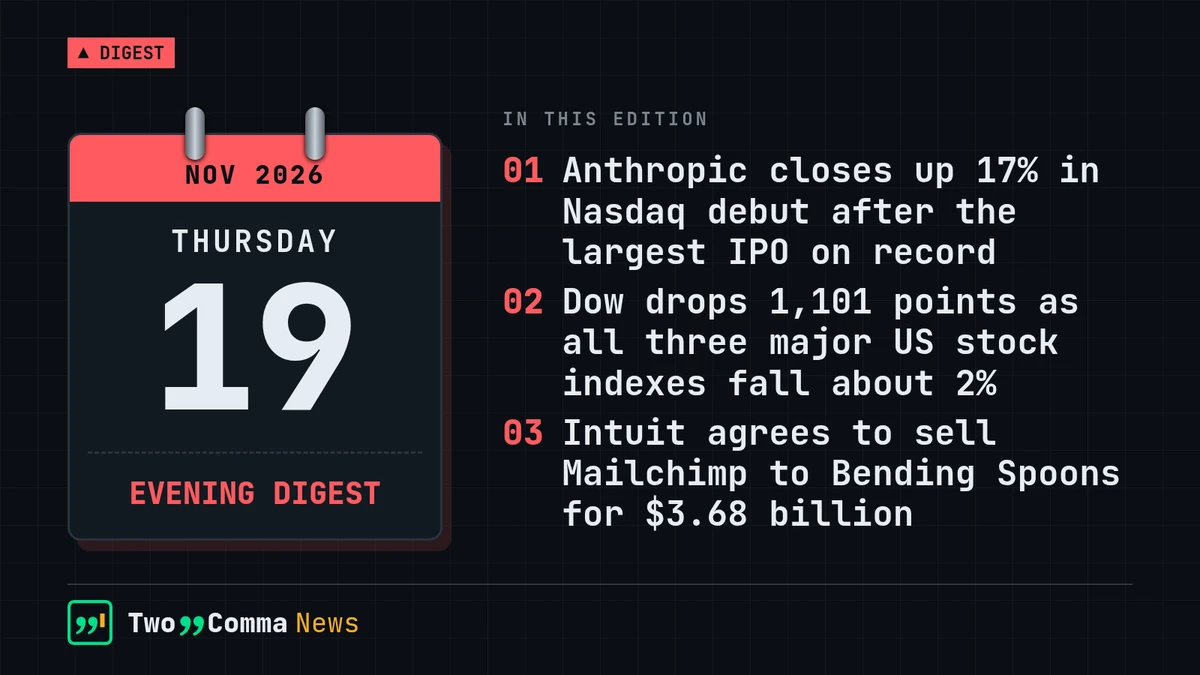 ▲ DIGEST
NOV 2026
THURSDAY
19
EVENING DIGEST
IN THIS EDITION
01 Anthropic closes up 17% in
Nasdaq debut after the
largest IPO on record
02 Dow drops 1,101 points as
all three major US stock
indexes fall about 2%
03 Intuit agrees to sell
Mailchimp to Bending Spoons
for $3.68 billion
Two,,Comma News